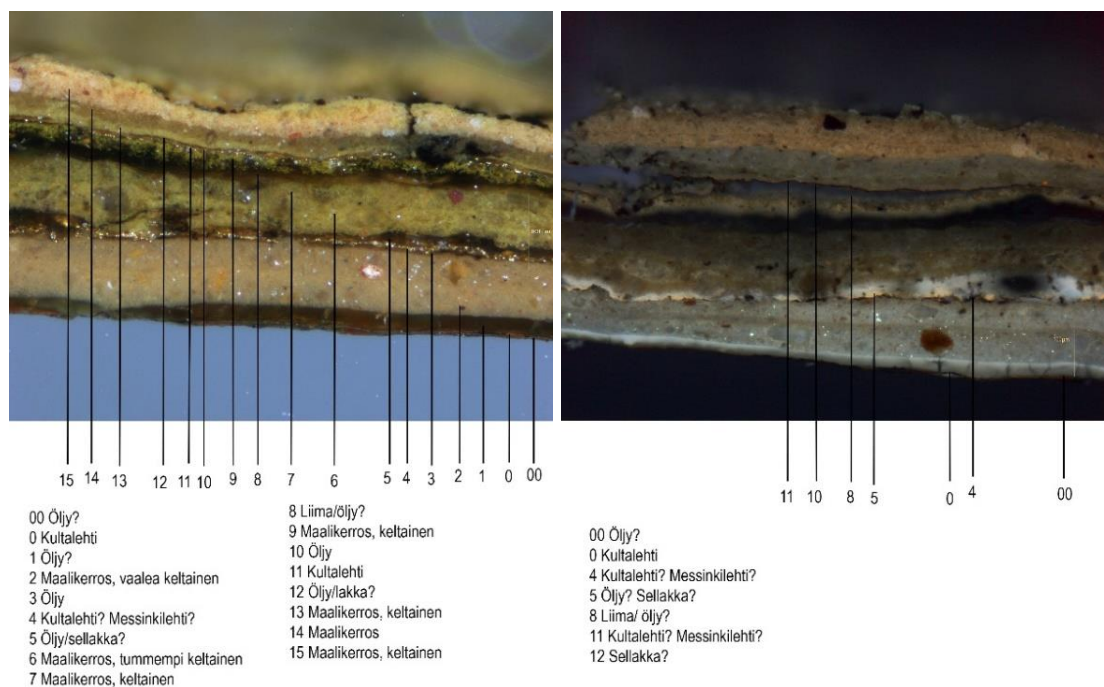 15 14 13 12 11 10 9 8 7 6 5 4 3 2 1 0 00
00 Öljy?
0 Kultalehti
1 Öljy?
2 Maalikerros, vaalea keltainen
3 Öljy
4 Kultalehti? Messinkilehti?
5 Öljy/sellakka?
6 Maalikerros, tummempi keltainen
7 Maalikerros, keltainen
8 Liima/öljy?
9 Maalikerros, keltainen
10 Öljy
11 Kultalehti
12 Öljy/lakka?
13 Maalikerros, keltainen
14 Maalikerros
15 Maalikerros, keltainen
11 10 8 5 0 4 00
00 Öljy?
0 Kultalehti
4 Kultalehti? Messinkilehti?
5 Öljy? Sellakka?
8 Liima/ öljy?
11 Kultalehti? Messinkilehti?
12 Sellakka?